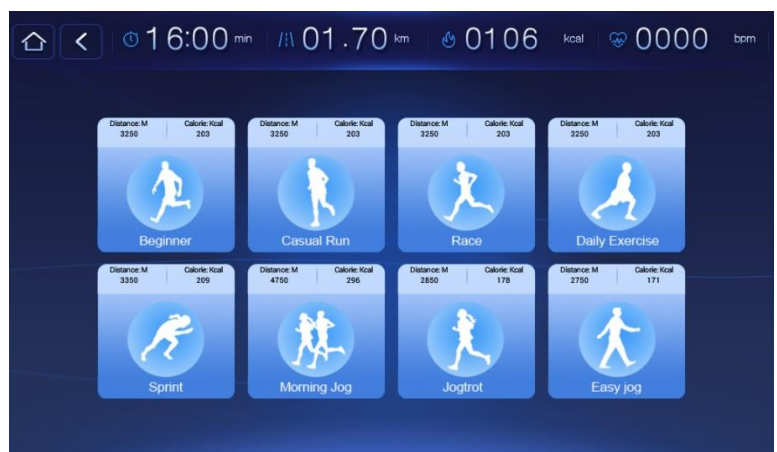 16:00 min 01.70 km 0106 kcal 0000 bpm
Distance: M Calorie: Kcal Distance: M Calorie: Kcal Distance: M Calorie: Kcal Distance: M Calorie: Kcal
3250 203 3250 203 3250 203 3250 203
Beginner Casual Run Race Daily Exercise
Distance: M Calorie: Kcal Distance: M Calorie: Kcal Distance: M Calorie: Kcal Distance: M Calorie: Kcal
3350 209 4750 296 2850 178 2750 171
Sprint Morning Jog Jogtrot Easy jog